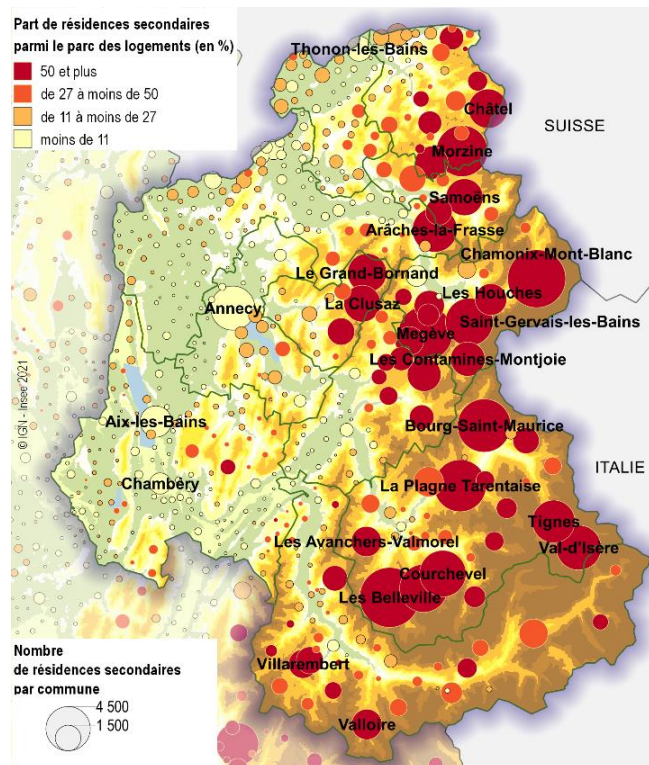 Part de résidences secondaires
parmi le parc des logements (en %)
50 et plus
de 27 à moins de 50
de 11 à moins de 27
moins de 11
Thonon-les-Bains
Châtel
SUISSE
Morzine
Samoëns
Arâches-la-Frasse
Chamonix-Mont-Blanc
Le Grand-Bornand
Les Houches
La Clusaz
Annecy
Saint-Gervais-les-Bains
Megève
Les Contamines-Montjoie
© IGN - Insee 2021
Aix-les-Bains
Bourg-Saint-Maurice
ITALIE
Chambéry
La Plagne Tarentaise
Tignes
Les Avanchers-Valmorel
Val-d'Isère
Courchevel
Les Belleville
Villarembert
Valloire
Nombre
de résidences secondaires
par commune
4 500
1 500